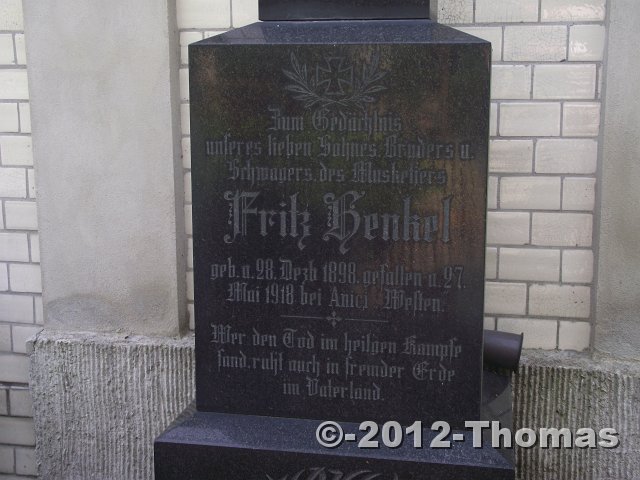 Zum Gedächtnis
unseres lieben Sohnes, Bruders u.
Schwagers, des Musketiers
Fritz Henkel
geb. a. 28. Dezb. 1898, gefallen a. 27.
Mai 1918 bei Anici Westen.
Wer den Tod im heilgen Kampfe
fand, ruht auch in fremder Erde
im Vaterland.
©-2012-Thomas